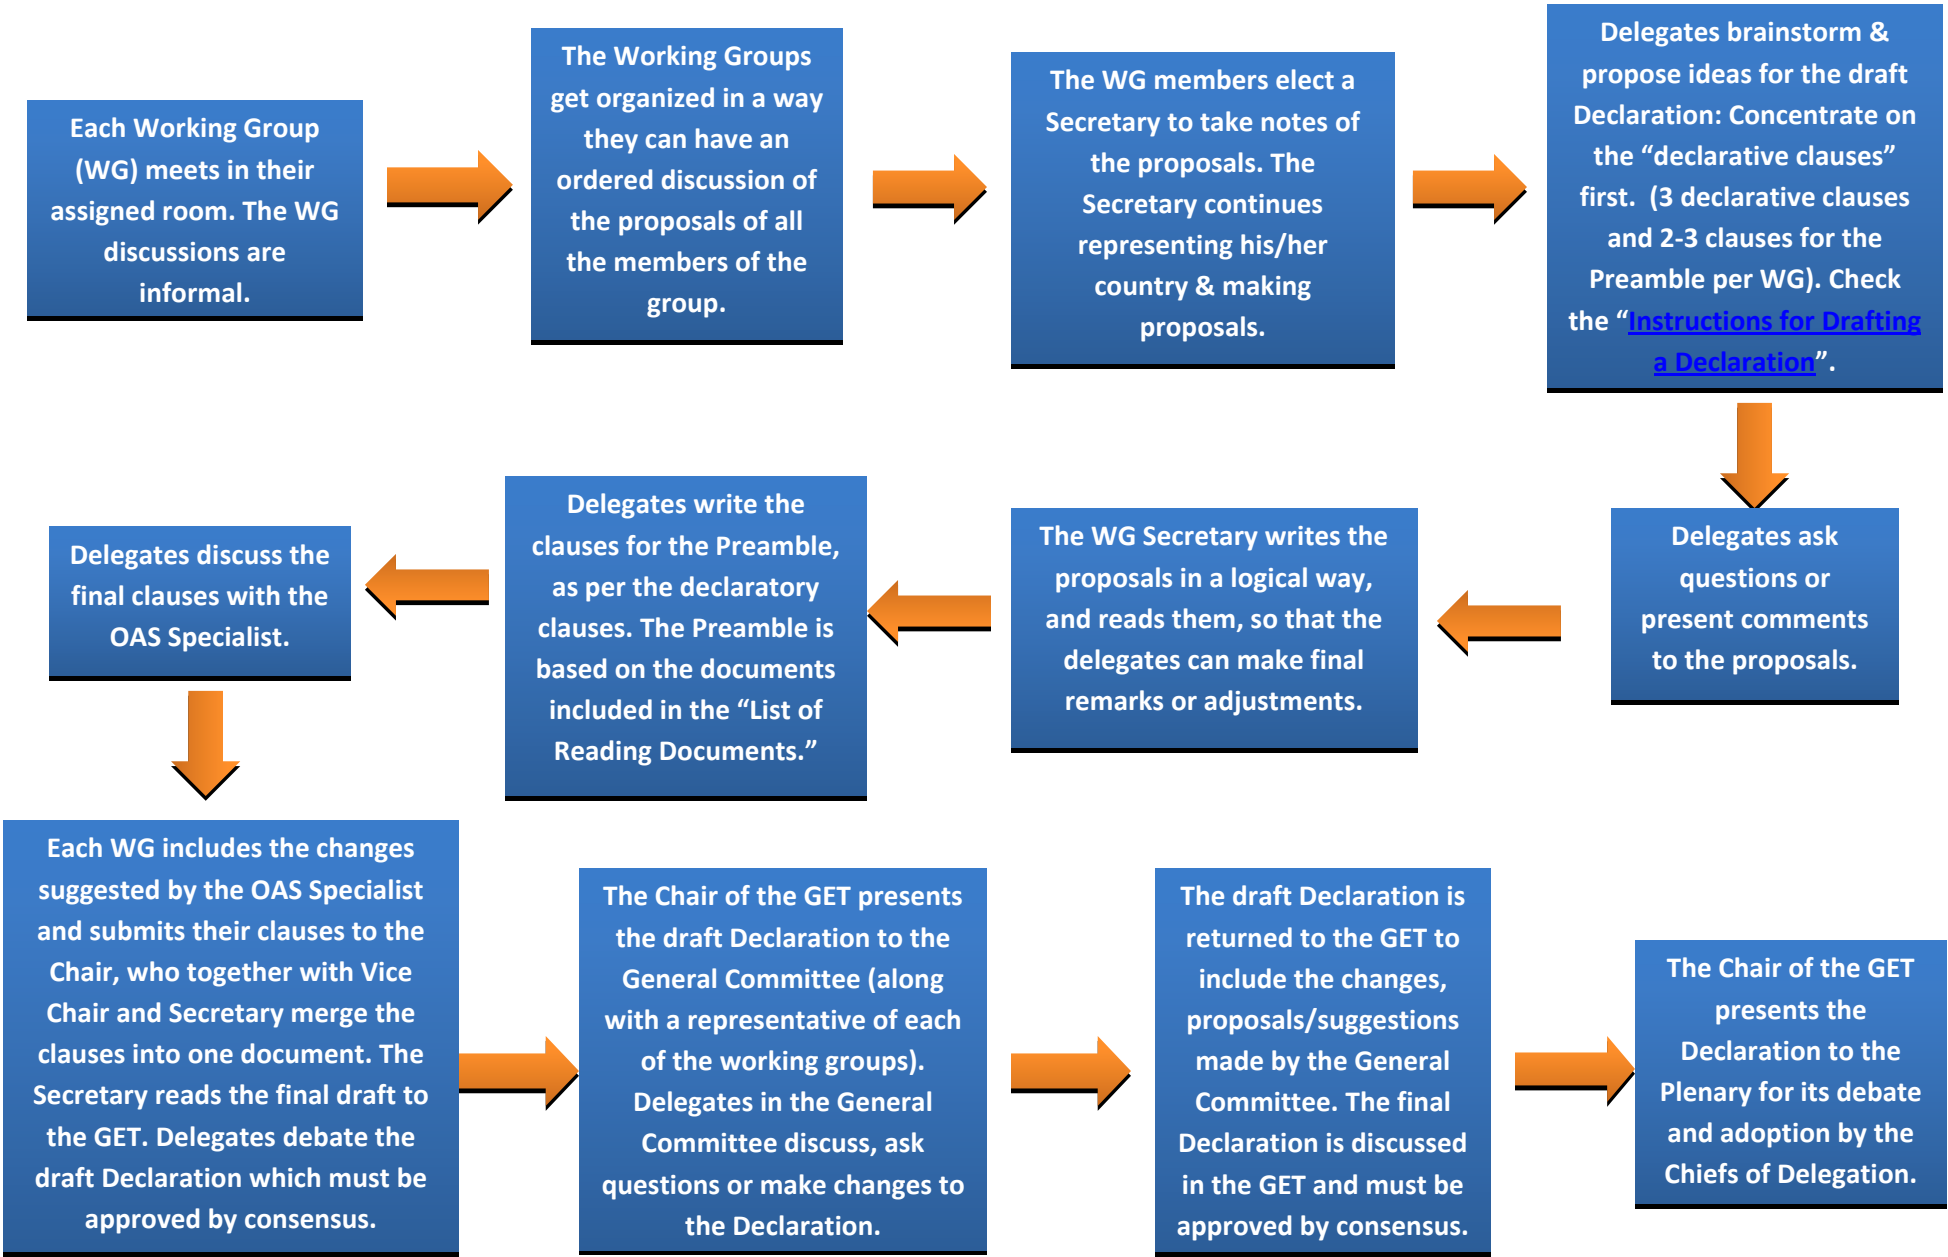 Each Working Group
(WG) meets in their
assigned room. The WG
discussions are
informal.
The Working Groups
get organized in a way
they can have an
ordered discussion of
the proposals of all
the members of the
group.
The WG members elect a
Secretary to take notes of
the proposals. The
Secretary continues
representing his/her
country & making
proposals.
Delegates brainstorm &
propose ideas for the draft
Declaration: Concentrate on
the “declarative clauses”
first.  (3 declarative clauses
and 2-3 clauses for the
Preamble per WG). Check
the “Instructions for Drafting
a Declaration”.
Delegates ask
questions or
present comments
to the proposals.
The WG Secretary writes the
proposals in a logical way,
and reads them, so that the
delegates can make final
remarks or adjustments.
Delegates write the
clauses for the Preamble,
as per the declaratory
clauses. The Preamble is
based on the documents
included in the “List of
Reading Documents.”
Delegates discuss the
final clauses with the
OAS Specialist.
Each WG includes the changes
suggested by the OAS Specialist
and submits their clauses to the
Chair, who together with Vice
Chair and Secretary merge the
clauses into one document. The
Secretary reads the final draft to
the GET. Delegates debate the
draft Declaration which must be
approved by consensus.
The Chair of the GET presents
the draft Declaration to the
General Committee (along
with a representative of each
of the working groups).
Delegates in the General
Committee discuss, ask
questions or make changes to
the Declaration.
The draft Declaration is
returned to the GET to
include the changes,
proposals/suggestions
made by the General
Committee. The final
Declaration is discussed
in the GET and must be
approved by consensus.
The Chair of the GET
presents the
Declaration to the
Plenary for its debate
and adoption by the
Chiefs of Delegation.